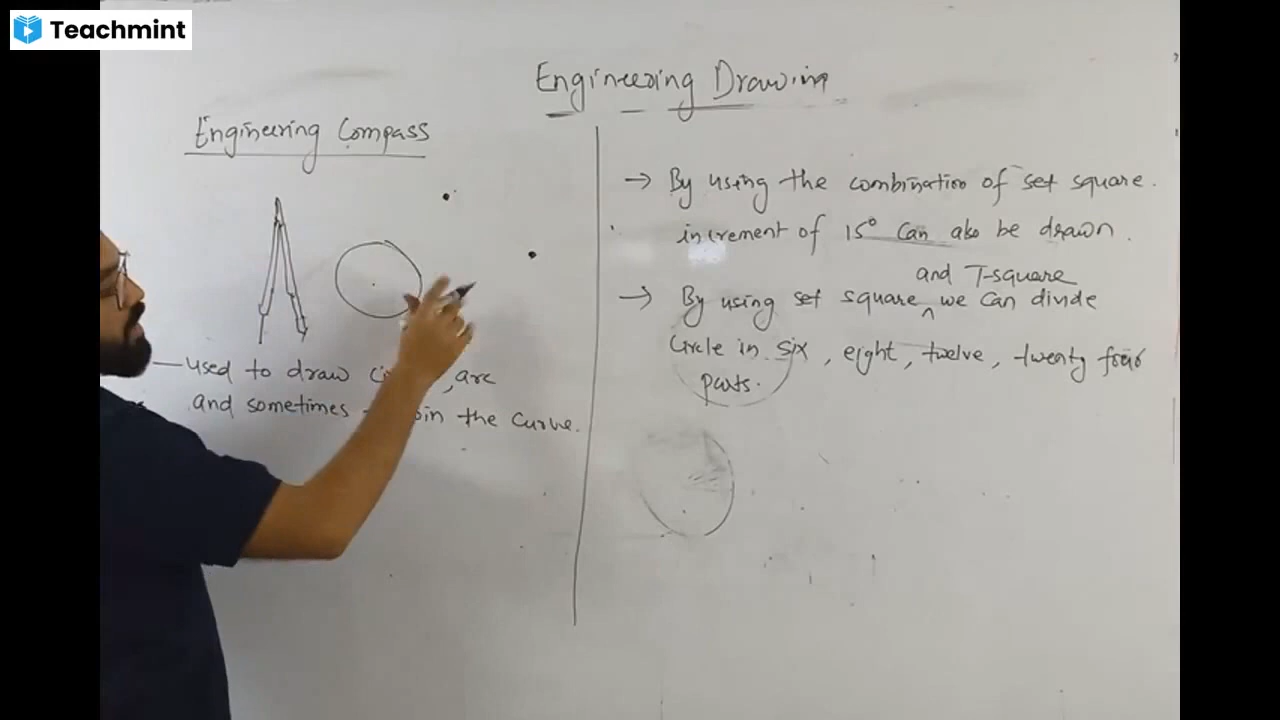 Teachmint
Engineering Drawing
Engineering Compass
— used to draw , arc
and sometimes the curve.
→ By using the combination of set square.
increment of 15° can also be drawn.
and T-square
→ By using set square ^ we can divide
Circle in six, eight, twelve, twenty four
parts.